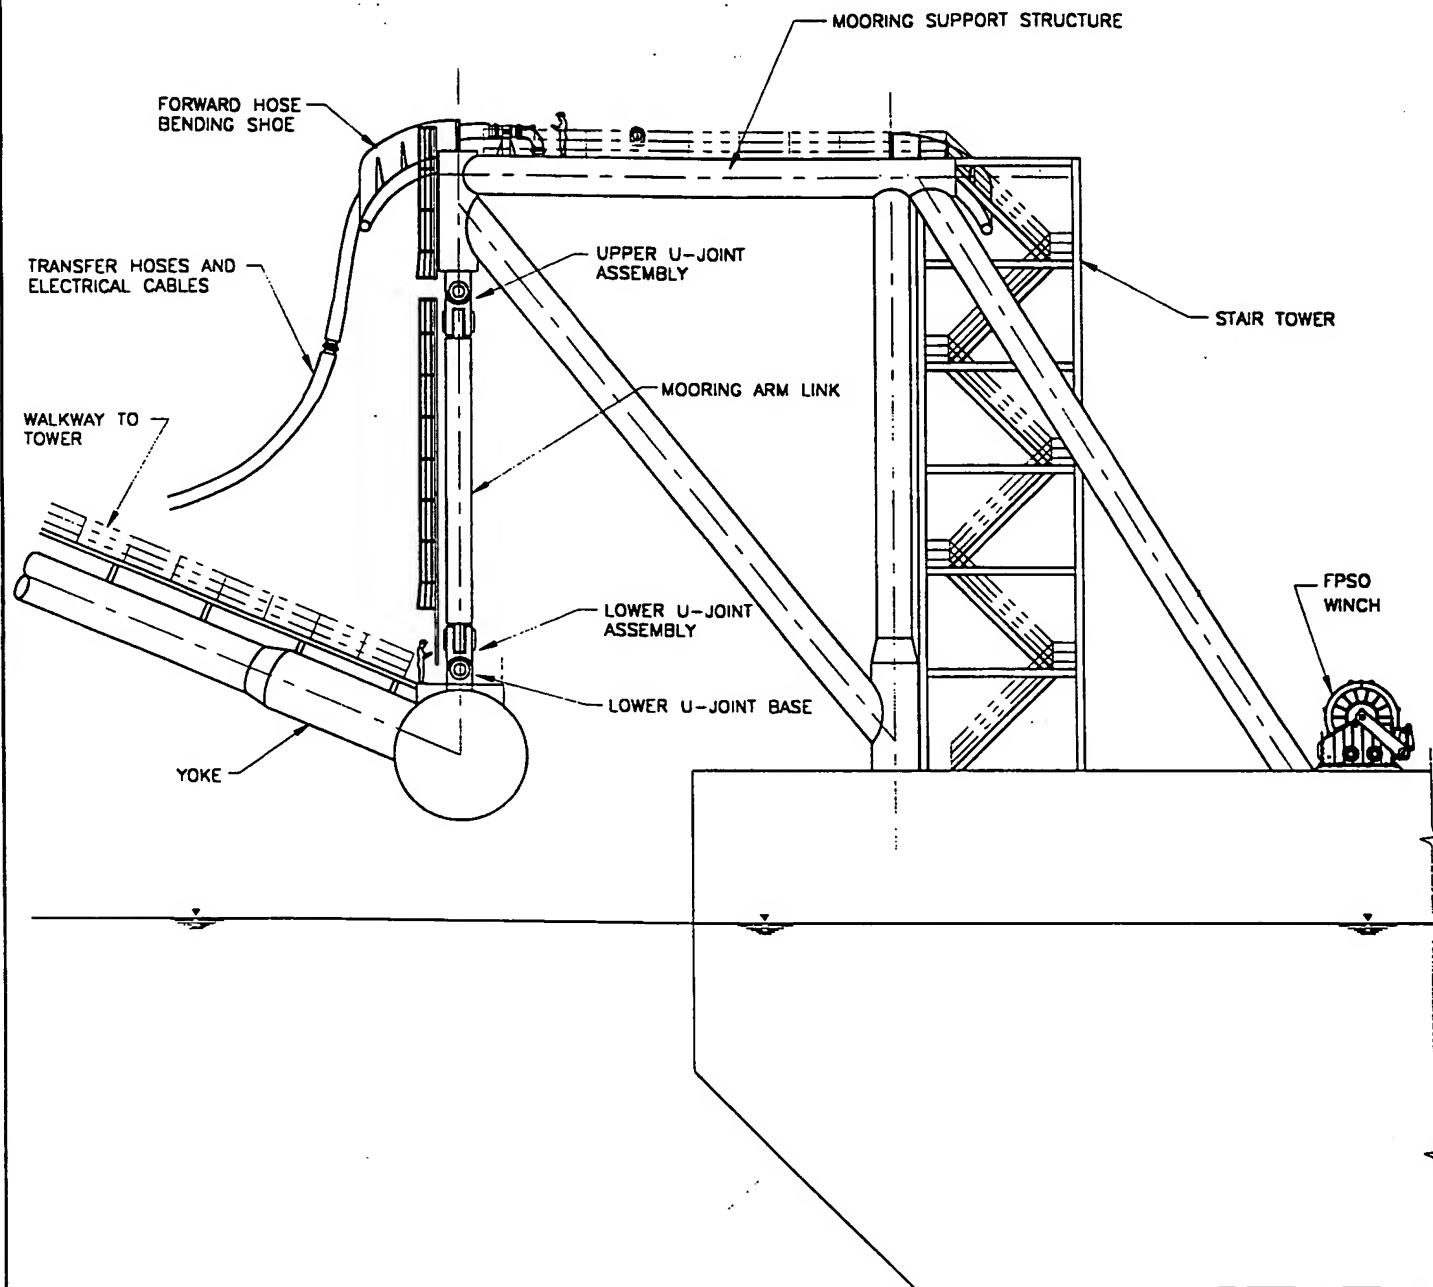 MOORING SUPPORT STRUCTURE
FORWARD HOSE
BENDING SHOE
TRANSFER HOSES AND
ELECTRICAL CABLES
UPPER U-JOINT
ASSEMBLY
STAIR TOWER
MOORING ARM LINK
WALKWAY TO
TOWER
FPSO
WINCH
LOWER U-JOINT
ASSEMBLY
LOWER U-JOINT BASE
YOKE